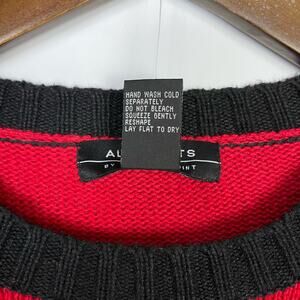 HAND WASH COLD
SEPARATELY
DO NOT BLEACH
SQUEEZE GENTLY
RESHAPE
LAY FLAT TO DRY